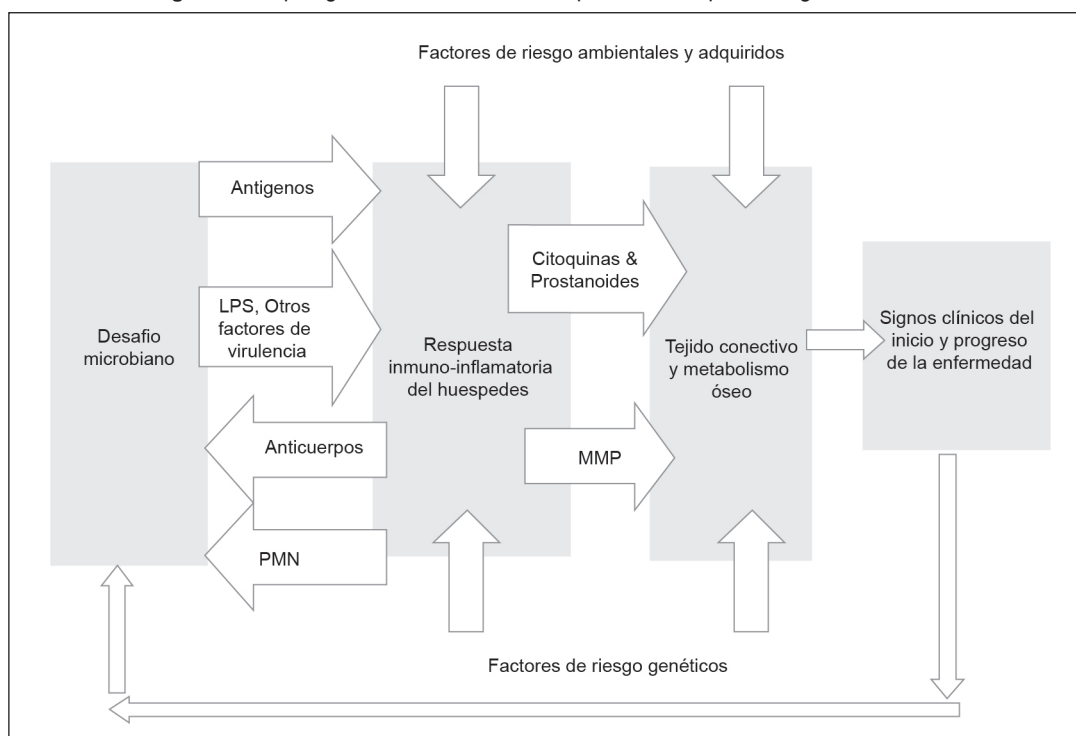 Factores de riesgo ambientales y adquiridos
Antigenos
LPS, Otros
factores de
virulencia
Desafio
microbiano
Anticuerpos
PMN
Respuesta
inmuno-inflamatoria
del huespedes
Citoquinas &
Prostanoides
MMP
Tejido conectivo
y metabolismo
óseo
Signos clínicos del
inicio y progreso
de la enfermedad
Factores de riesgo genéticos